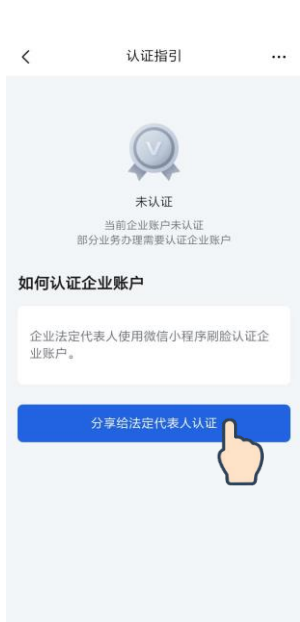 认证指引
未认证
当前企业账户未认证
部分业务办理需要认证企业账户
如何认证企业账户
企业法定代表人使用微信小程序刷脸认证企
业账户。
分享给法定代表人认证